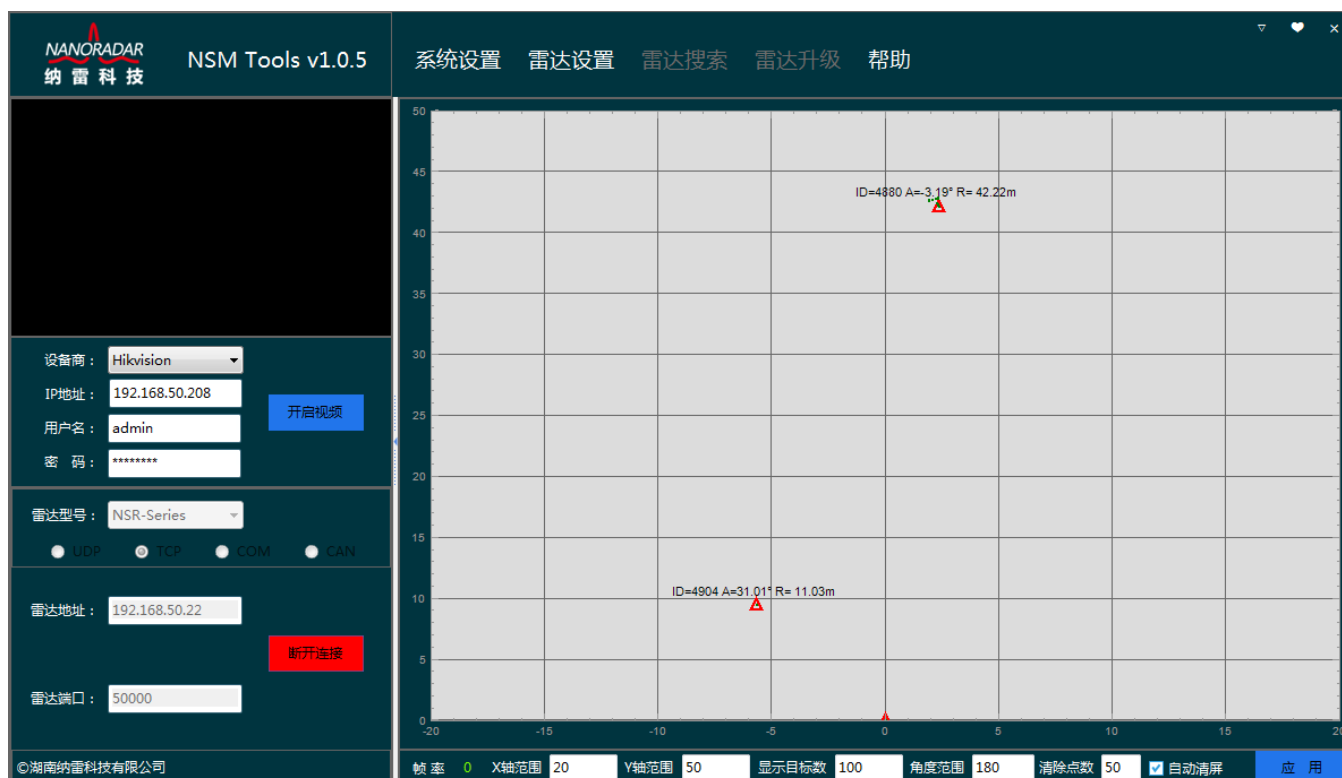 NANORADAR
纳雷科技
NSM Tools v1.0.5
系统设置 雷达设置 雷达搜索 雷达升级 帮助
设备商： Hikvision
IP地址： 192.168.50.208
用户名： admin
密 码： ********
开启视频
雷达型号： NSR-Series
UDP TCP COM CAN
雷达地址： 192.168.50.22
断开连接
雷达端口： 50000
©湖南纳雷科技有限公司
50
45
40
35
30
25
20
15
10
5
0
ID=4880 A=-3.19° R= 42.22m
ID=4904 A=31.01° R= 11.03m
-20 -15 -10 -5 0 5 10 15 20
帧 率 0 X轴范围 20 Y轴范围 50 显示目标数 100 角度范围 180 清除点数 50 自动清屏 应 用